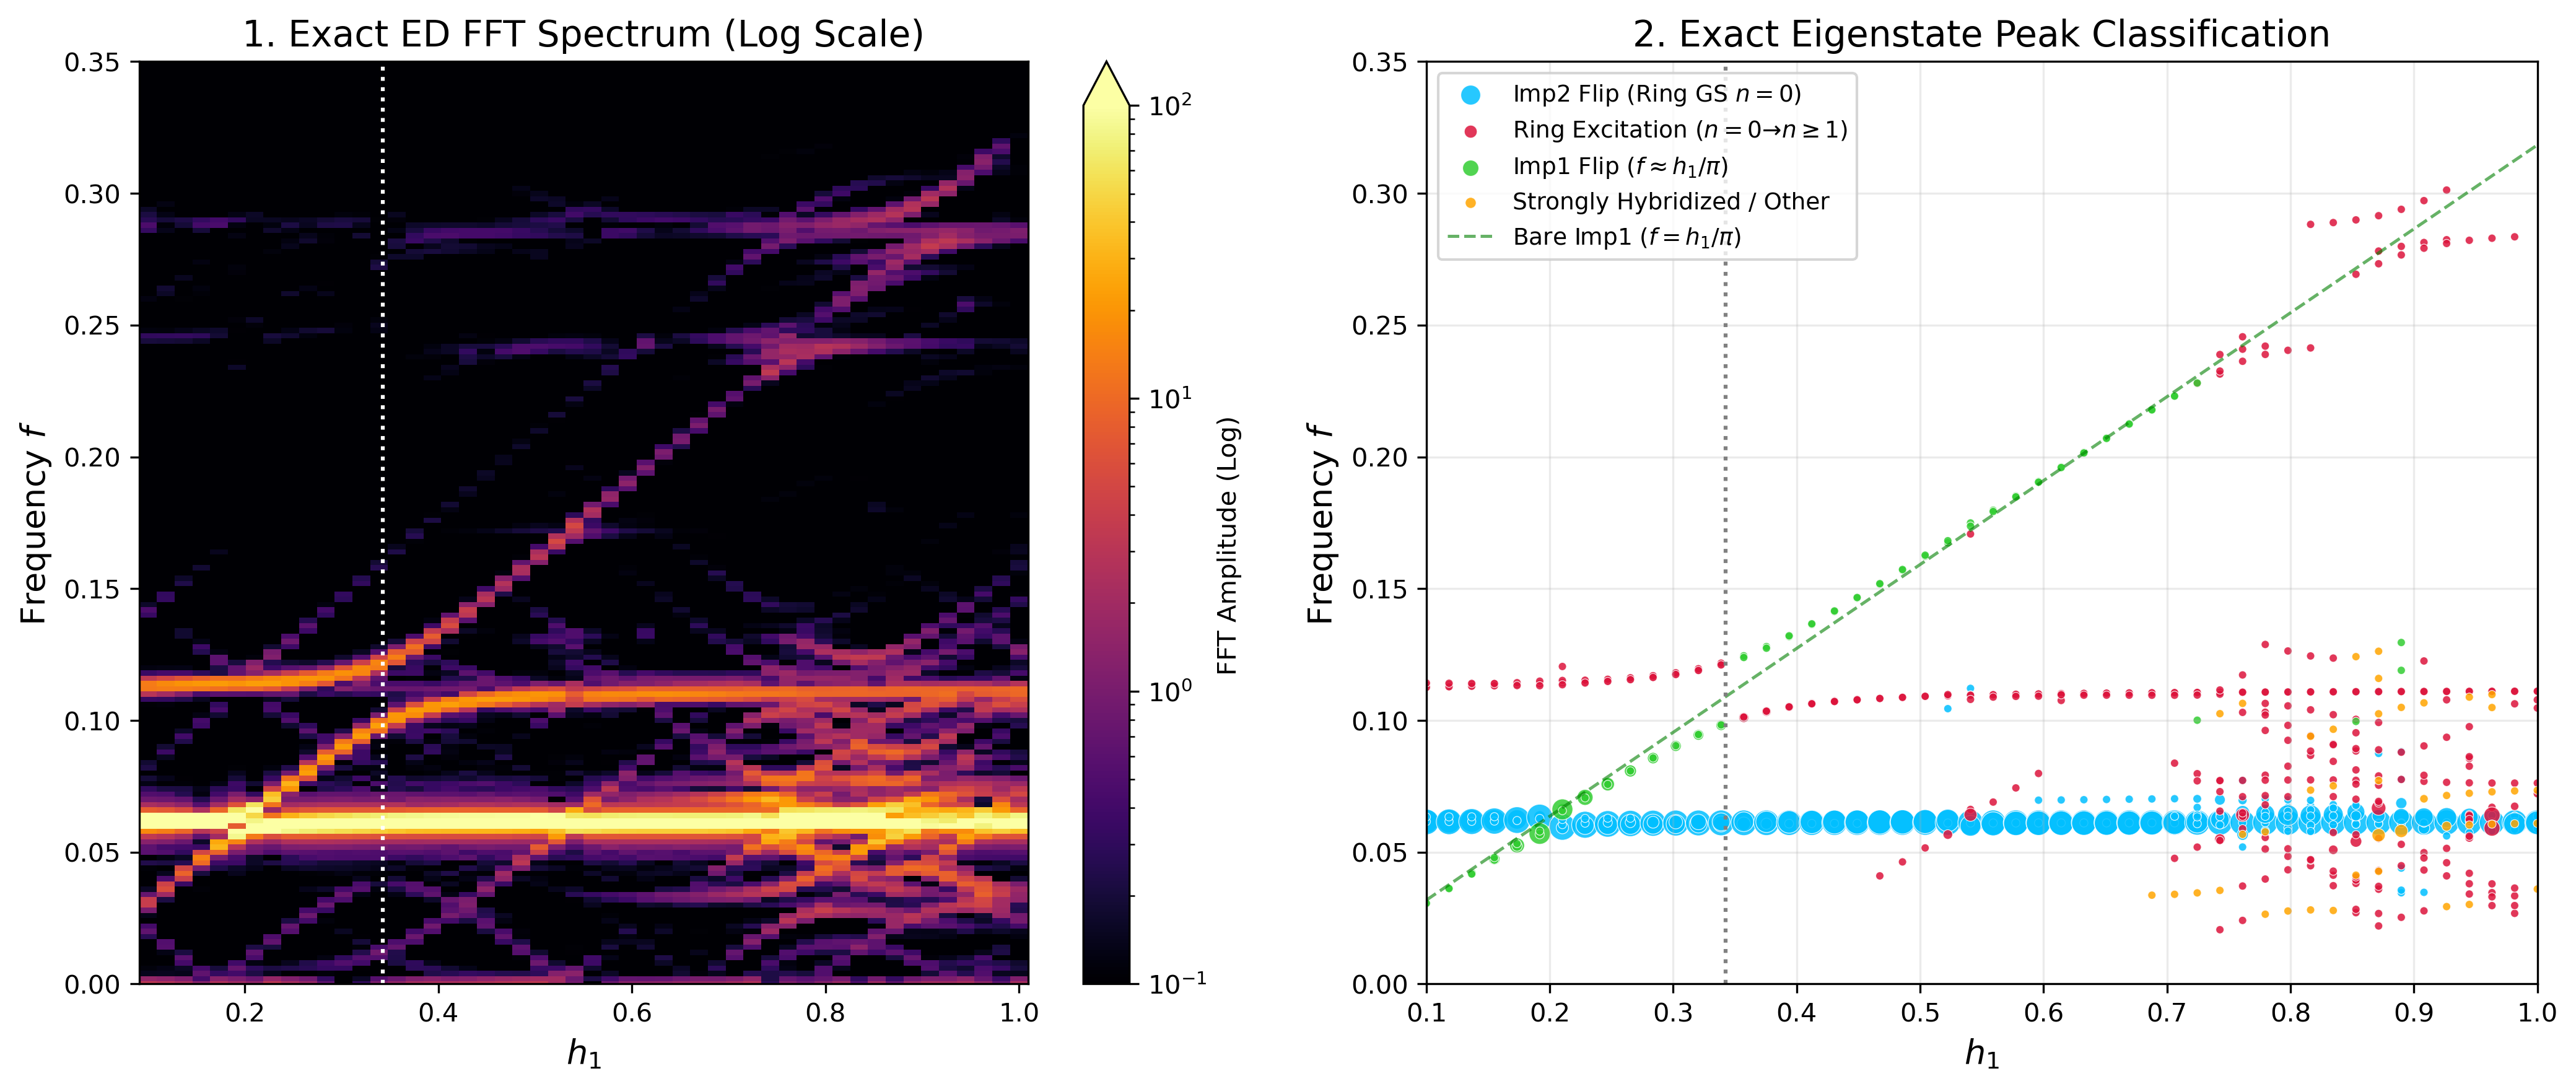 1. Exact ED FFT Spectrum (Log Scale)
Frequency f
0.35
0.30
0.25
0.20
0.15
0.10
0.05
0.00
0.2 0.4 0.6 0.8 1.0
h₁
10²
10¹
10⁰
10⁻¹
FFT Amplitude (Log)
2. Exact Eigenstate Peak Classification
Imp2 Flip (Ring GS n = 0)
Ring Excitation (n = 0→n ≥ 1)
Imp1 Flip (f ≈ h₁/π)
Strongly Hybridized / Other
Bare Imp1 (f = h₁/π)
Frequency f
0.35
0.30
0.25
0.20
0.15
0.10
0.05
0.00
0.1 0.2 0.3 0.4 0.5 0.6 0.7 0.8 0.9 1.0
h₁